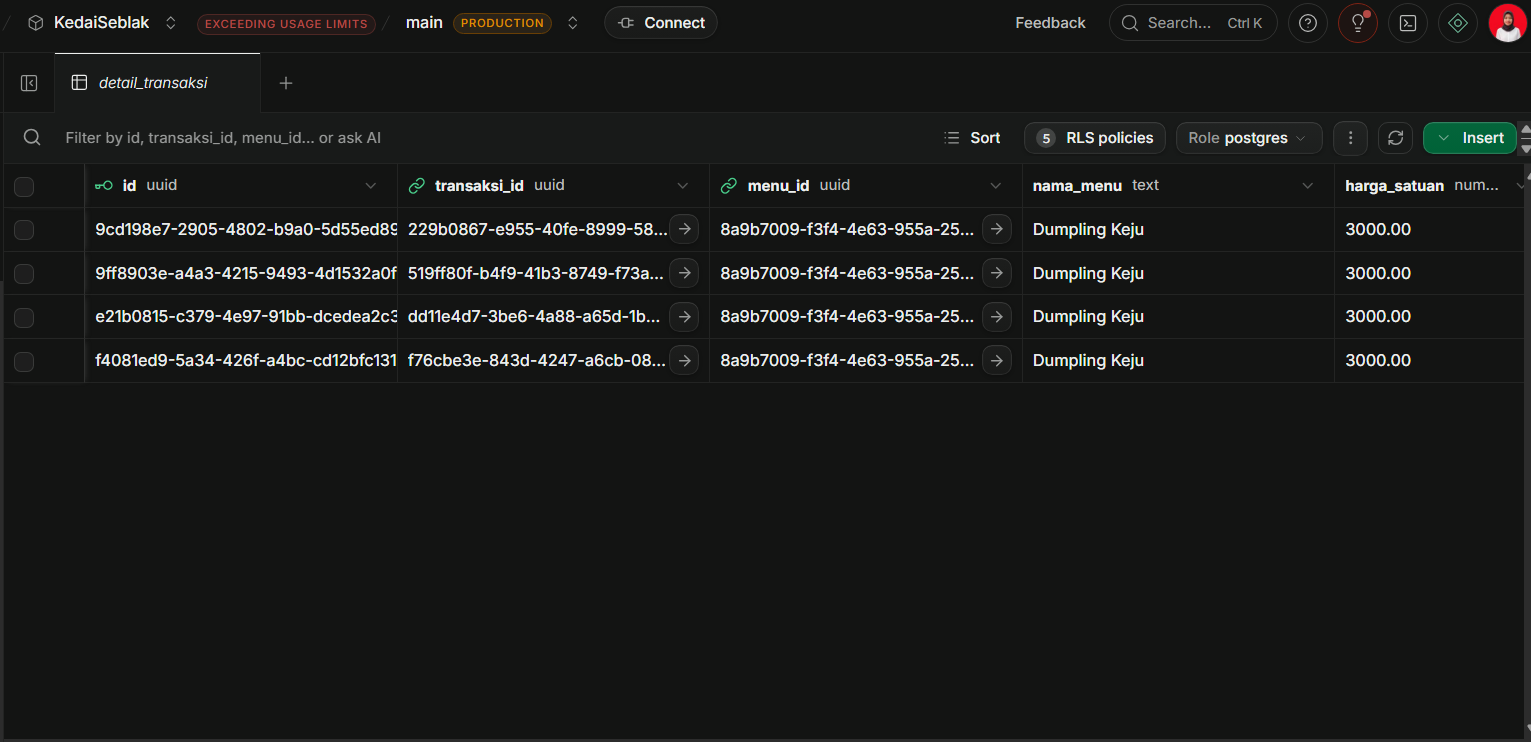 KedaiSeblak EXCEEDING USAGE LIMITS main PRODUCTION Connect Feedback Search... Ctrl K
detail_transaksi
Filter by id, transaksi_id, menu_id... or ask AI Sort 5 RLS policies Role postgres Insert
id uuid transaksi_id uuid menu_id uuid nama_menu text harga_satuan num...
9cd198e7-2905-4802-b9a0-5d55ed89 229b0867-e955-40fe-8999-58... 8a9b7009-f3f4-4e63-955a-25... Dumpling Keju 3000.00
9ff8903e-a4a3-4215-9493-4d1532a0f 519ff80f-b4f9-41b3-8749-f73a... 8a9b7009-f3f4-4e63-955a-25... Dumpling Keju 3000.00
e21b0815-c379-4e97-91bb-dcedea2c3 dd11e4d7-3be6-4a88-a65d-1b... 8a9b7009-f3f4-4e63-955a-25... Dumpling Keju 3000.00
f4081ed9-5a34-426f-a4bc-cd12bfc131 f76cbe3e-843d-4247-a6cb-08... 8a9b7009-f3f4-4e63-955a-25... Dumpling Keju 3000.00